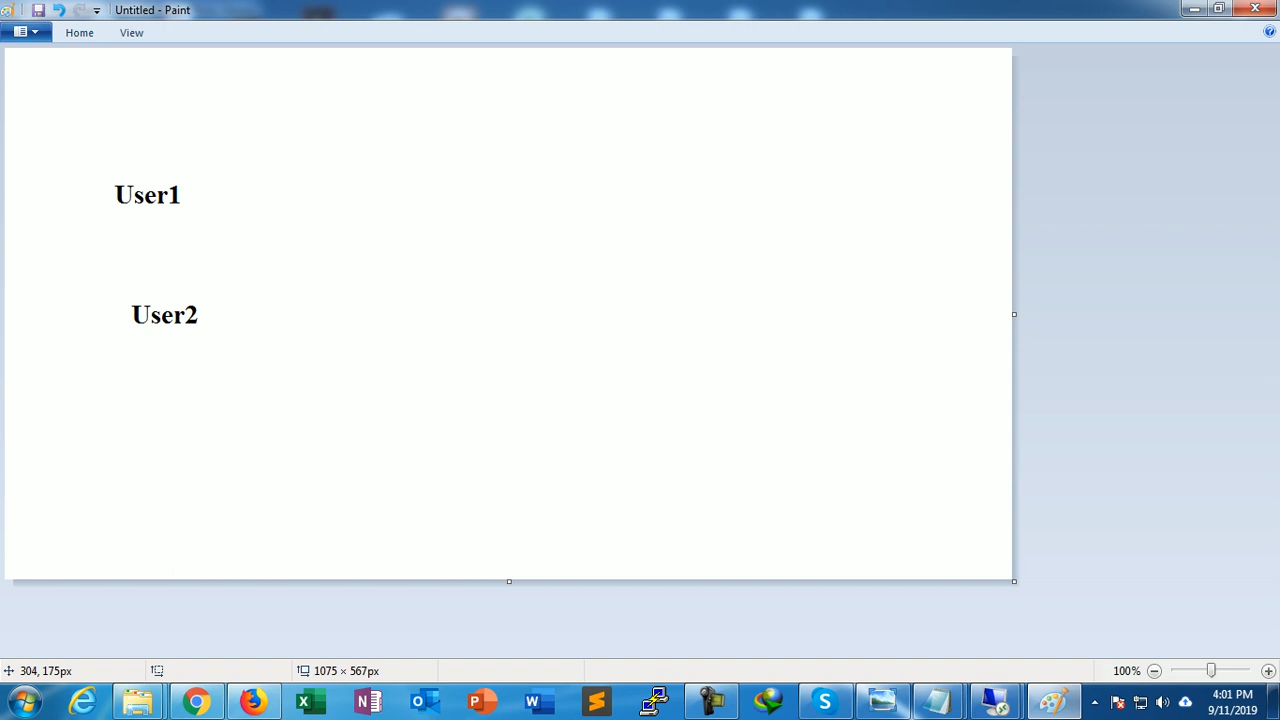 Untitled - Paint
Home View
User1
User2
304, 175px
1075 × 567px
100%
4:01 PM
9/11/2019